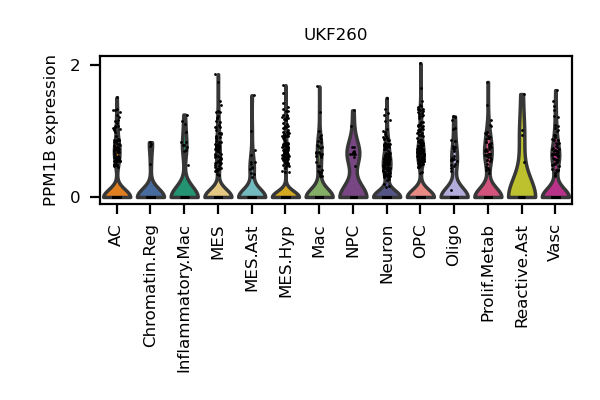 UKF260
PPM1B expression
2
0
AC
Chromatin.Reg
Inflammatory.Mac
MES
MES.Ast
MES.Hyp
Mac
NPC
Neuron
OPC
Oligo
Prolif.Metab
Reactive.Ast
Vasc